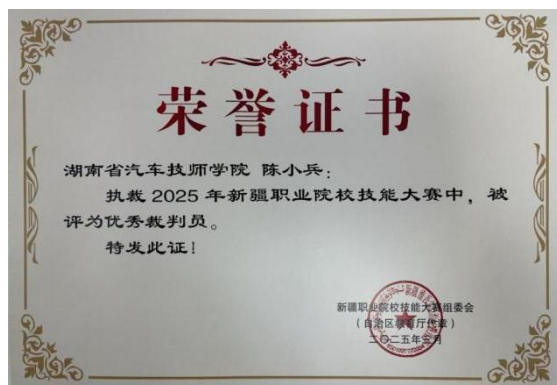 荣誉证书
湖南省汽车技师学院 陈小兵：
执裁 2025 年新疆职业院校技能大赛中，被
评为优秀裁判员。
特发此证！
新疆职业院校技能大赛组委会
（自治区教育厅代章）
二〇二五年三月